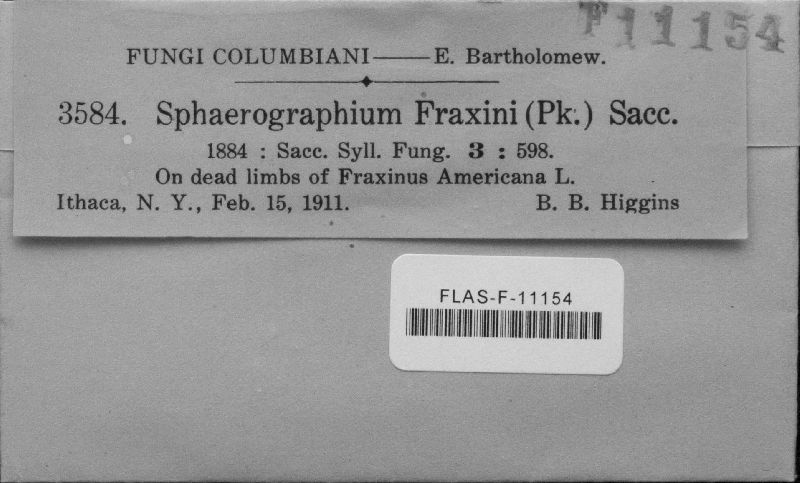 F11154
FUNGI COLUMBIANI——E. Bartholomew.
3584. Sphaerographium Fraxini (Pk.) Sacc.
1884 : Sacc. Syll. Fung. 3 : 598.
On dead limbs of Fraxinus Americana L.
Ithaca, N. Y., Feb. 15, 1911. B. B. Higgins
FLAS-F-11154